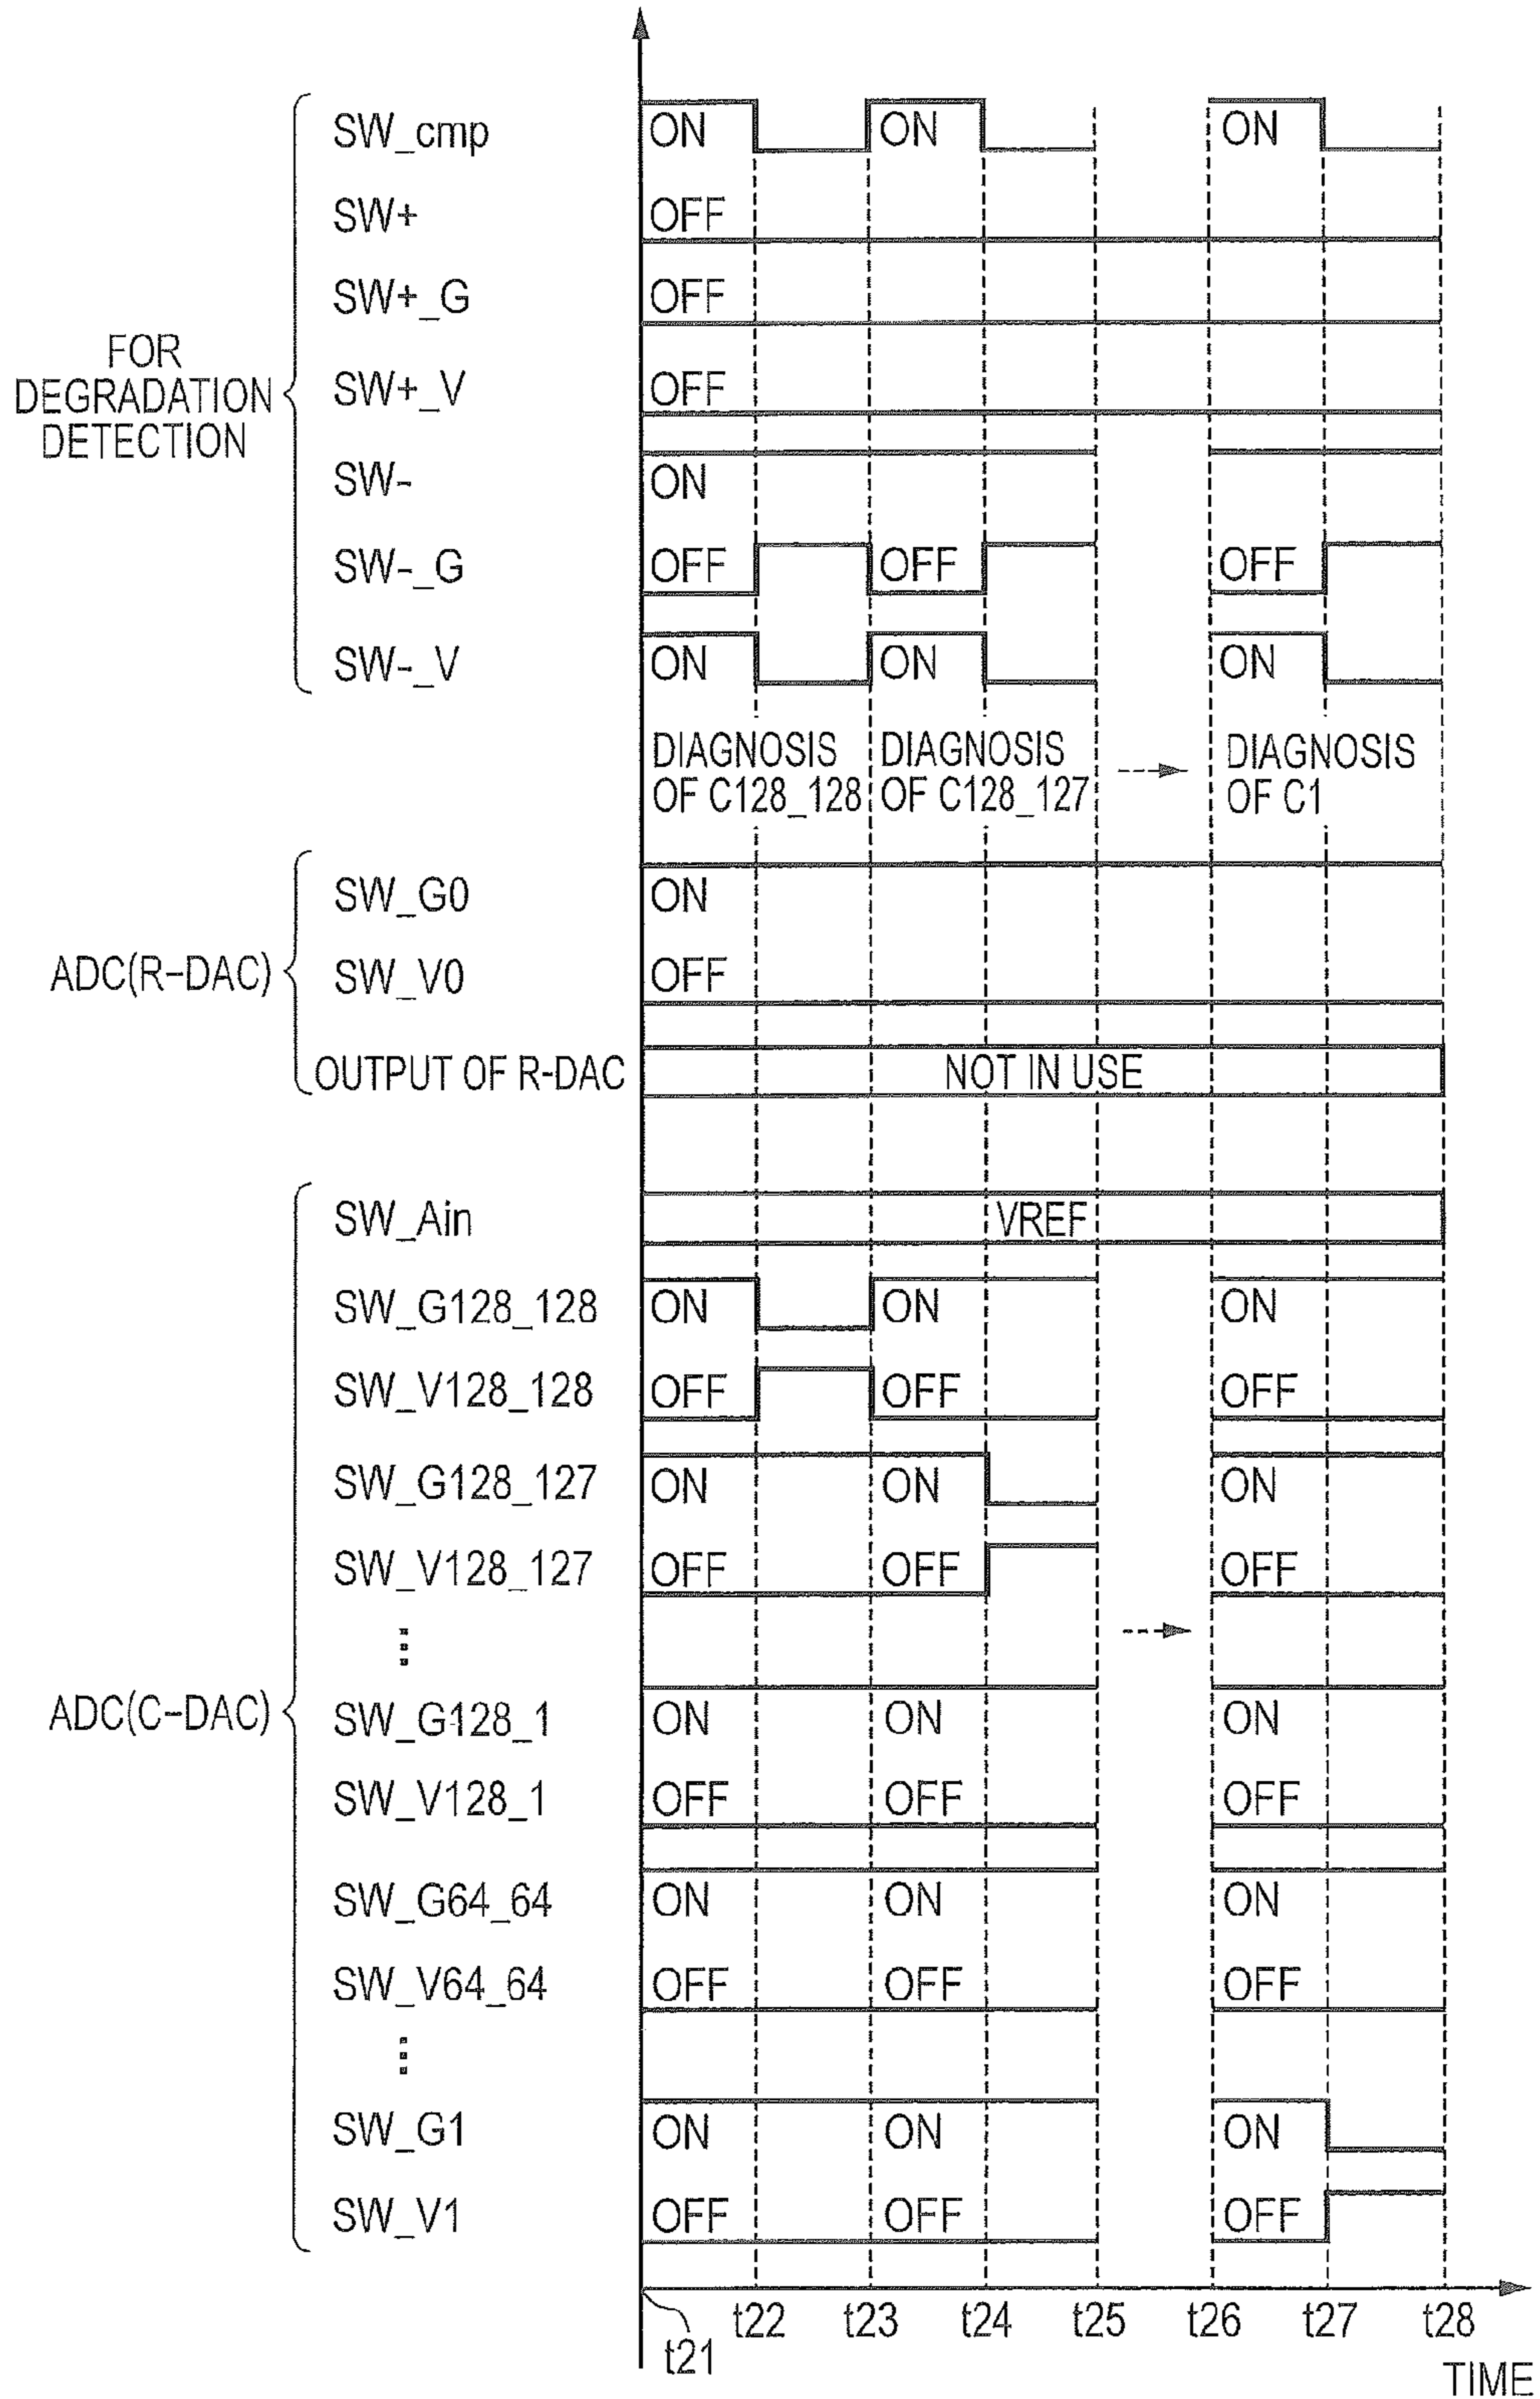 SW_cmp ON ON ON
SW+ OFF
SW+_G OFF
FOR
DEGRADATION
DETECTION
SW+_V OFF
SW- ON
SW-_G OFF OFF OFF
SW-_V ON ON ON
DIAGNOSIS
OF C128_128
DIAGNOSIS
OF C128_127
DIAGNOSIS
OF C1
ADC(R-DAC)
SW_G0 ON
SW_V0 OFF
OUTPUT OF R-DAC NOT IN USE
SW_Ain VREF
SW_G128_128 ON ON ON
SW_V128_128 OFF OFF OFF
SW_G128_127 ON ON ON
SW_V128_127 OFF OFF OFF
ADC(C-DAC)
SW_G128_1 ON ON ON
SW_V128_1 OFF OFF OFF
SW_G64_64 ON ON ON
SW_V64_64 OFF OFF OFF
SW_G1 ON ON ON
SW_V1 OFF OFF OFF
t21 t22 t23 t24 t25 t26 t27 t28
TIME